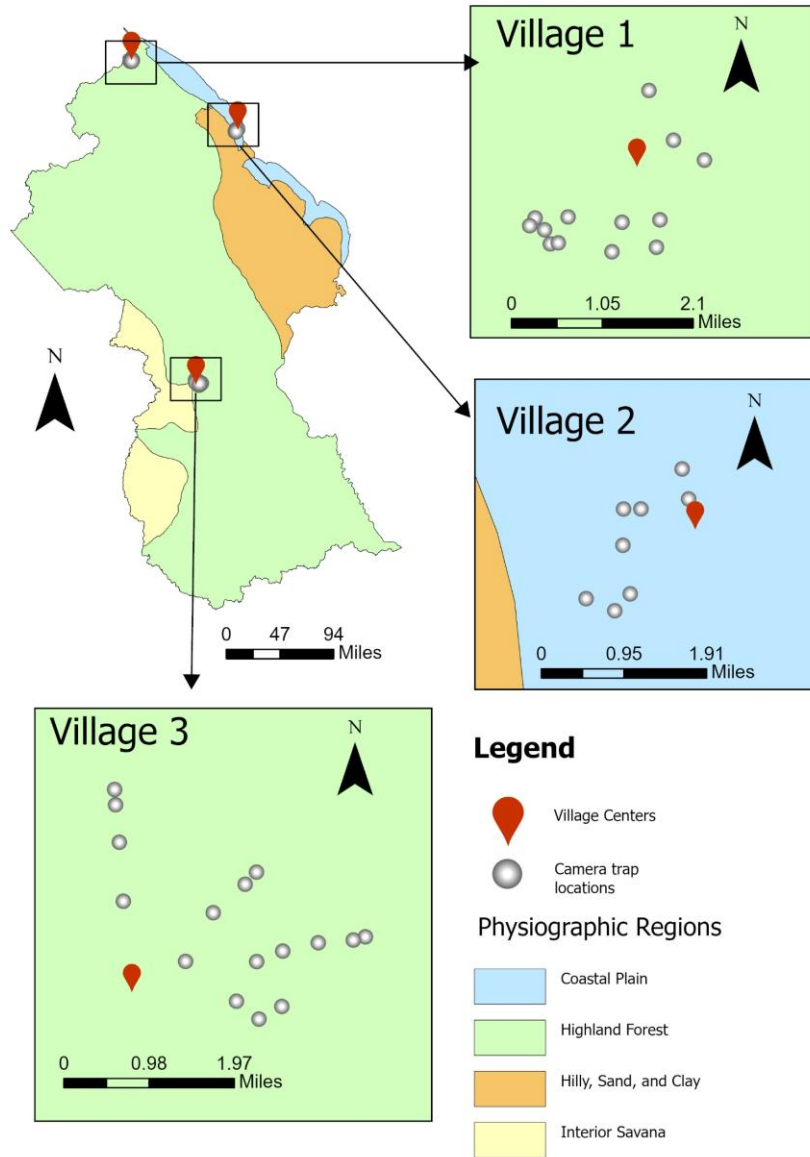 Village 1
N
0 1.05 2.1
Miles
N
0 47 94
Miles
Village 2
N
0 0.95 1.91
Miles
Village 3
N
0 0.98 1.97
Miles
Legend
Village Centers
Camera trap
locations
Physiographic Regions
Coastal Plain
Highland Forest
Hilly, Sand, and Clay
Interior Savana